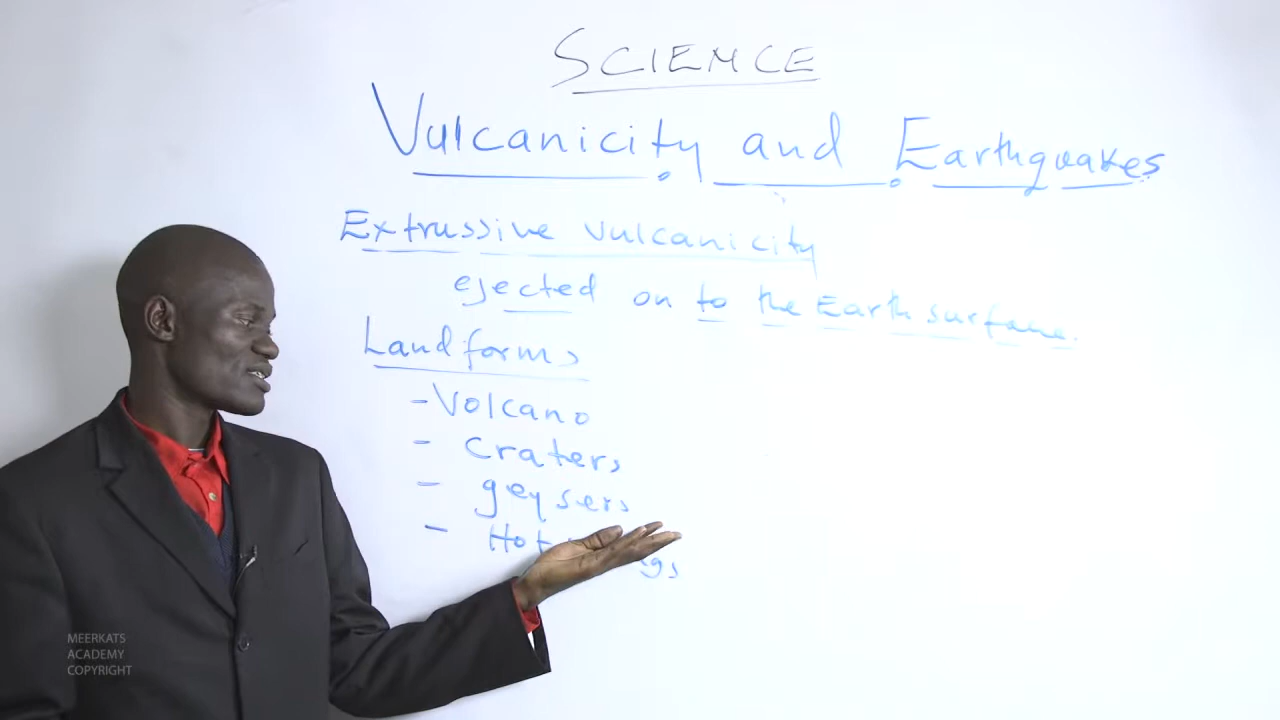 SCIENCE
Vulcanicity and Earthquakes
Extrussive vulcanicity
ejected on to the Earth surface.
Landforms
- Volcano
- Craters
- geysers
- Hot
MEERKATS
ACADEMY
COPYRIGHT